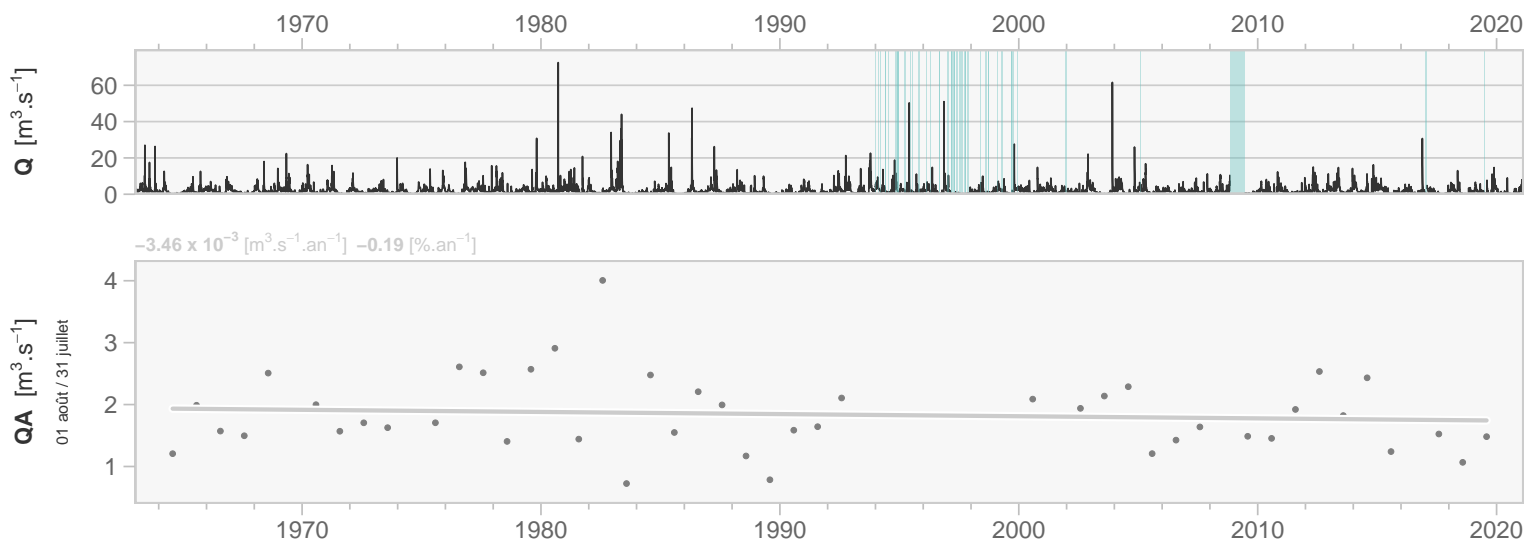 1970 1980 1990 2000 2010 2020
Q [m³.s⁻¹]
60
40
20
0
−3.46 x 10⁻³ [m³.s⁻¹.an⁻¹] −0.19 [%.an⁻¹]
QA [m³.s⁻¹]
01 août / 31 juillet
4
3
2
1
1970 1980 1990 2000 2010 2020